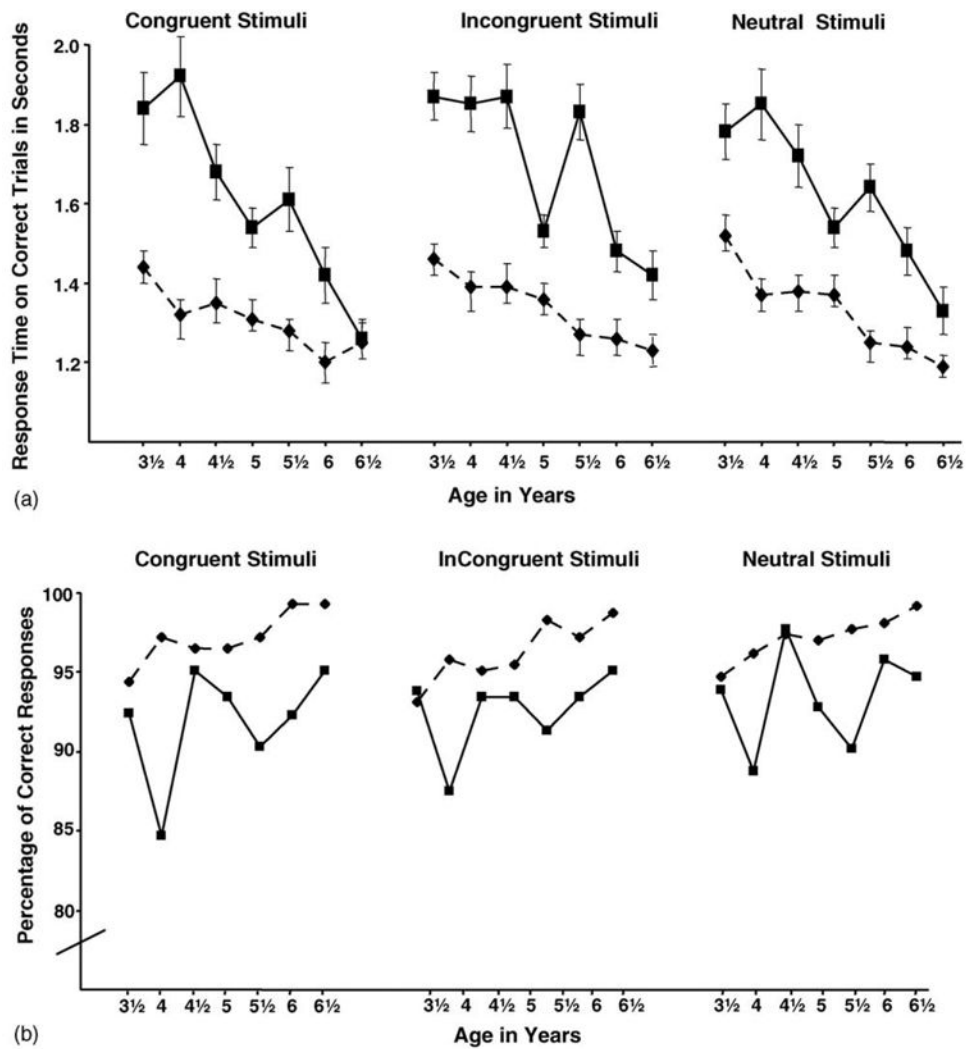 Congruent Stimuli Incongruent Stimuli Neutral Stimuli
Response Time on Correct Trials in Seconds
2.0
1.8
1.6
1.4
1.2
3½ 4 4½ 5 5½ 6 6½ 3½ 4 4½ 5 5½ 6 6½ 3½ 4 4½ 5 5½ 6 6½
(a)
Age in Years
Congruent Stimuli InCongruent Stimuli Neutral Stimuli
Percentage of Correct Responses
100
95
90
85
80
3½ 4 4½ 5 5½ 6 6½ 3½ 4 4½ 5 5½ 6 6½ 3½ 4 4½ 5 5½ 6 6½
(b)
Age in Years